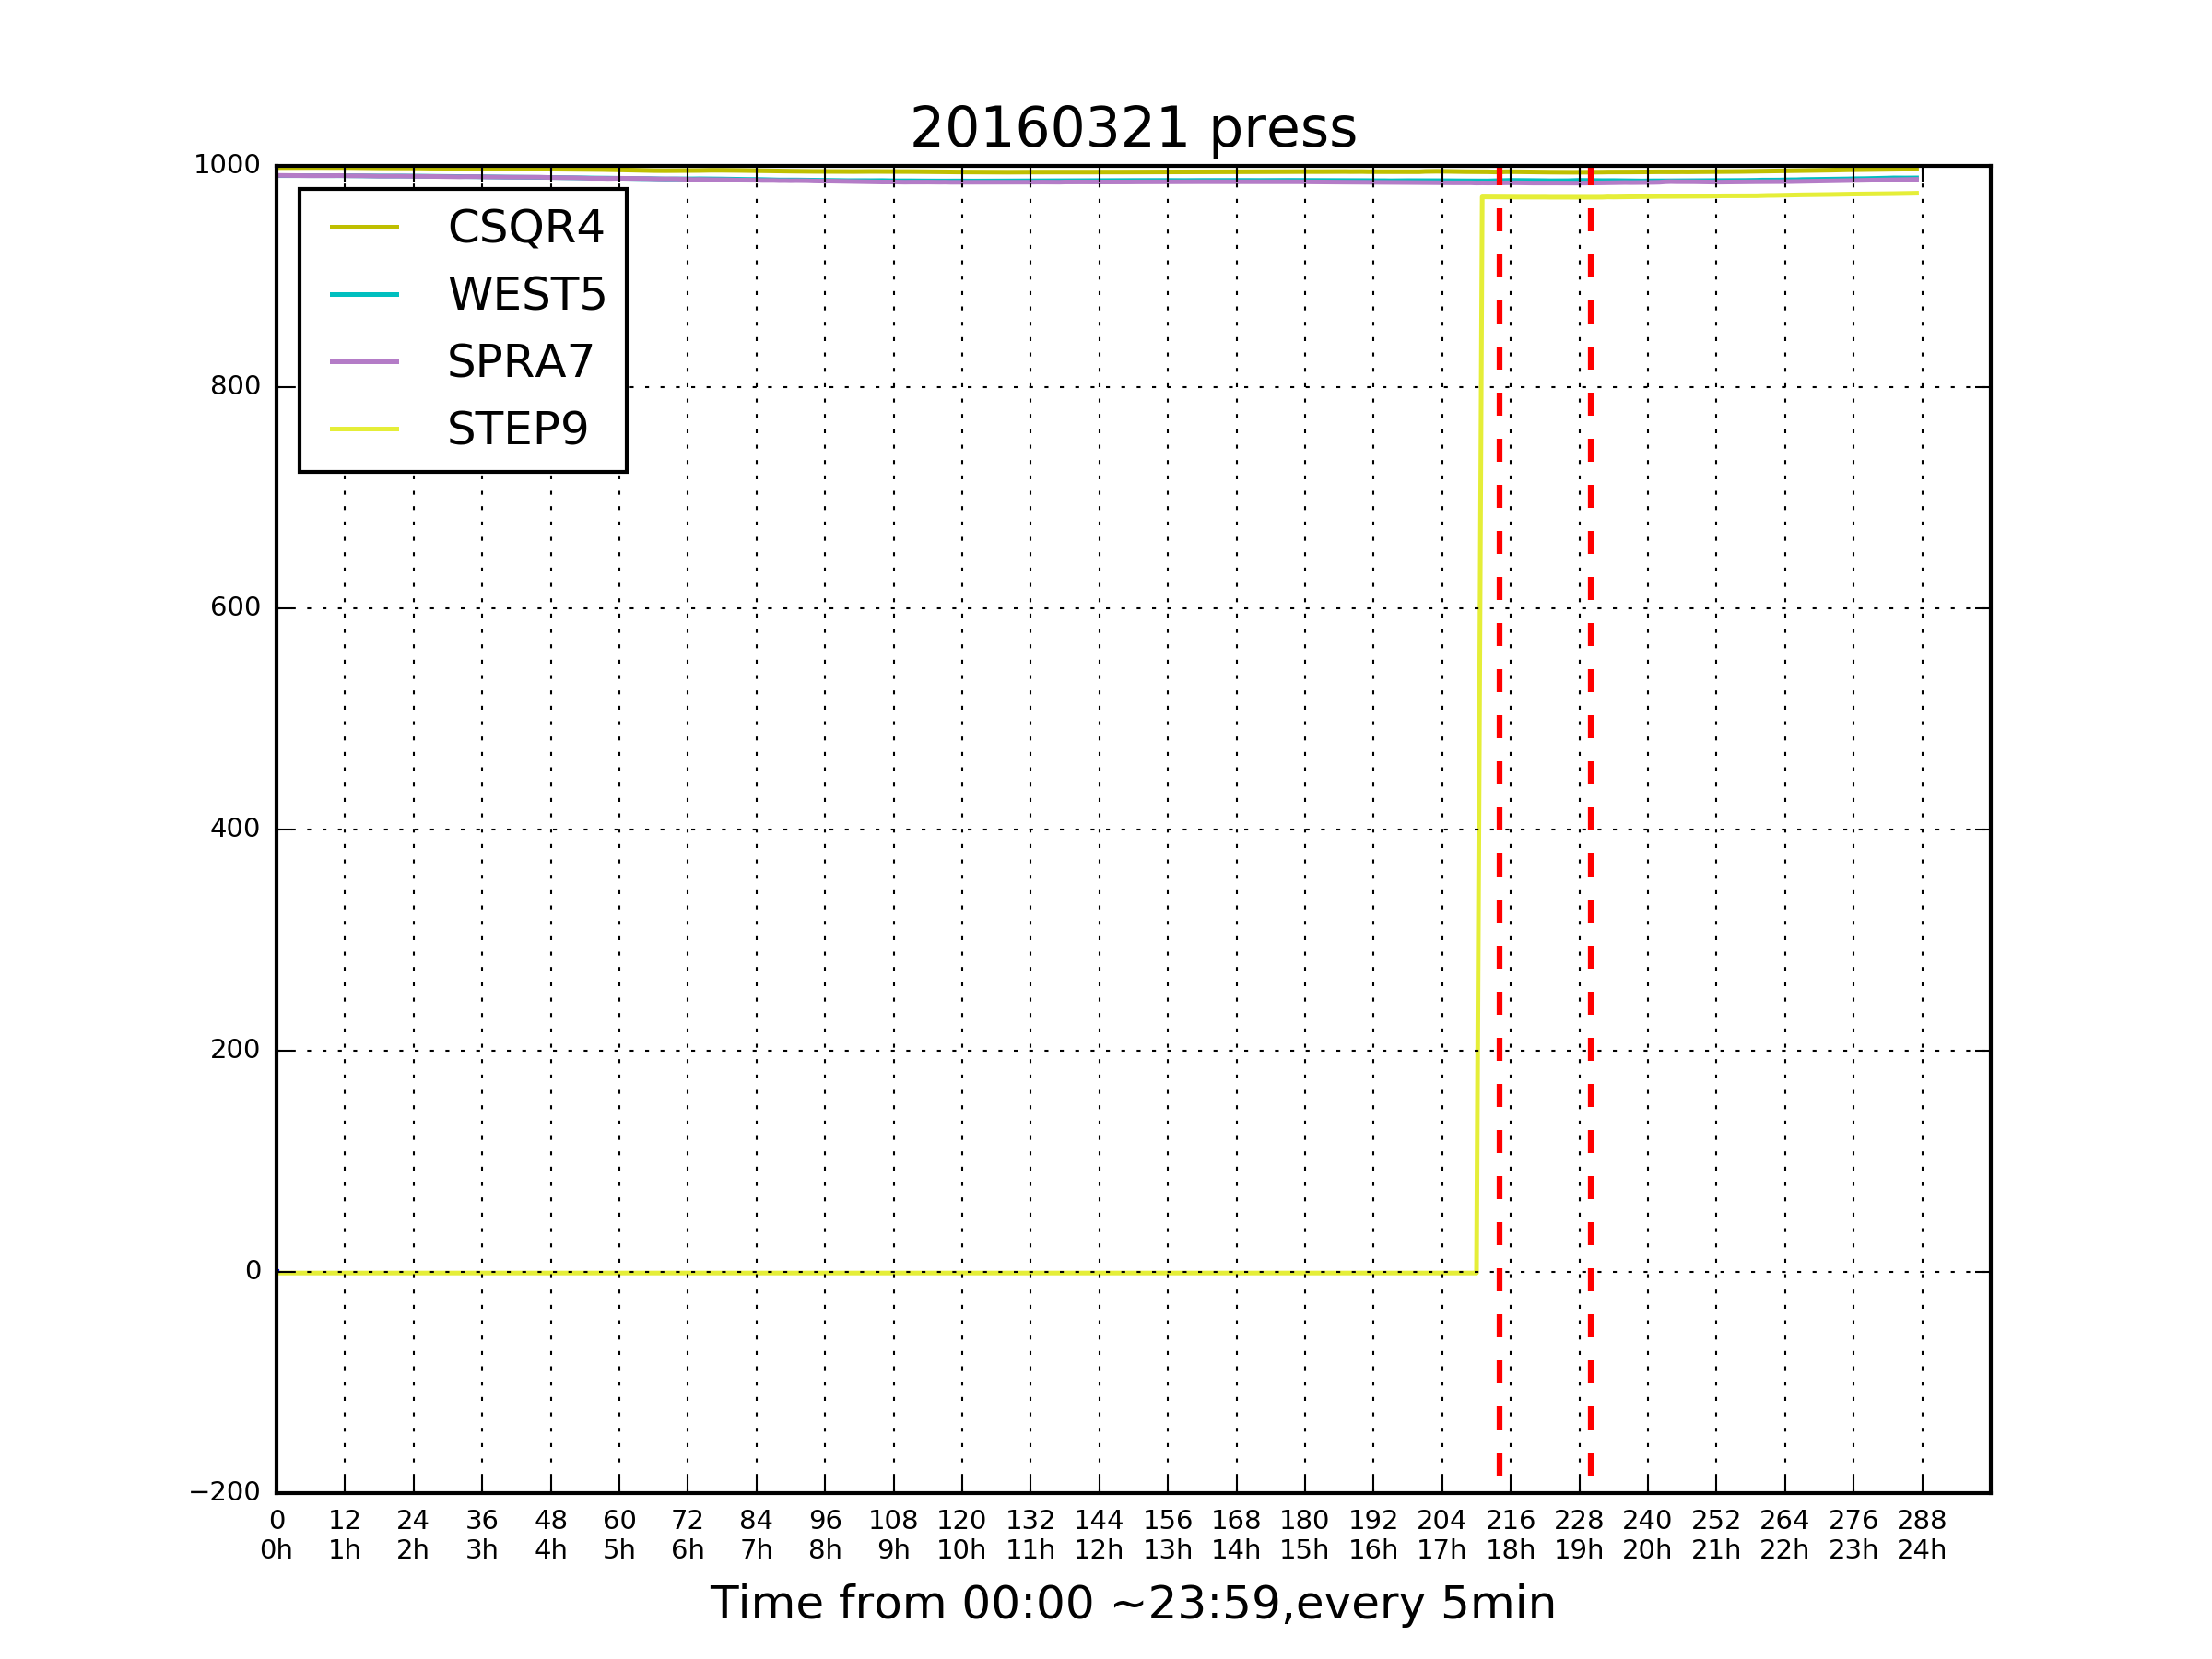 20160321 press
1000
800
600
400
200
0
−200
CSQR4
WEST5
SPRA7
STEP9
0 12 24 36 48 60 72 84 96 108 120 132 144 156 168 180 192 204 216 228 240 252 264 276 288
0h 1h 2h 3h 4h 5h 6h 7h 8h 9h 10h 11h 12h 13h 14h 15h 16h 17h 18h 19h 20h 21h 22h 23h 24h
Time from 00:00 ~23:59,every 5min